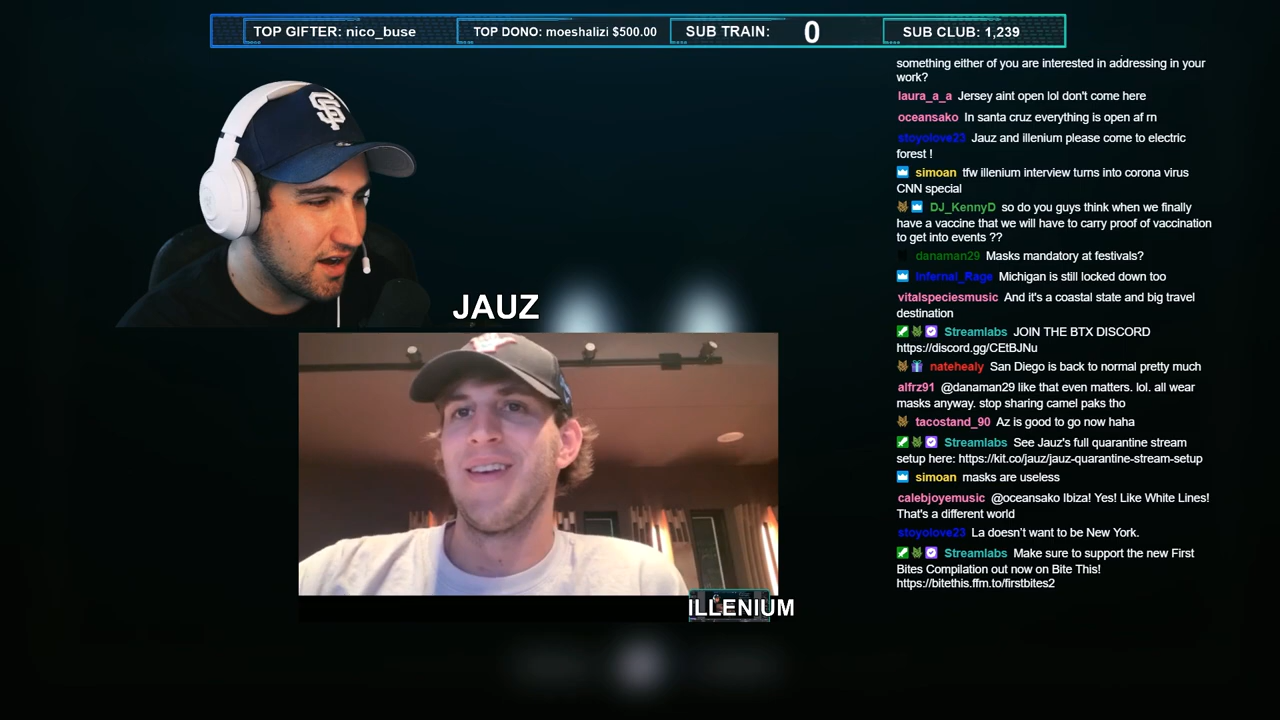 TOP GIFTER: nico_buse
TOP DONO: moeshalizi $500.00
SUB TRAIN: 0
SUB CLUB: 1,239
something either of you are interested in addressing in your
work?
laura_a_a Jersey aint open lol don't come here
oceansako In santa cruz everything is open af rn
stoyolove23 Jauz and illenium please come to electric
forest !
simoan tfw illenium interview turns into corona virus
CNN special
DJ_KennyD so do you guys think when we finally
have a vaccine that we will have to carry proof of vaccination
to get into events ??
danaman29 Masks mandatory at festivals?
Infernal_Rage Michigan is still locked down too
vitalspeciesmusic And it's a coastal state and big travel
destination
Streamlabs JOIN THE BTX DISCORD
https://discord.gg/CEtBJNu
natehealy San Diego is back to normal pretty much
alfrz91 @danaman29 like that even matters. lol. all wear
masks anyway. stop sharing camel paks tho
tacostand_90 Az is good to go now haha
Streamlabs See Jauz's full quarantine stream
setup here: https://kit.co/jauz/jauz-quarantine-stream-setup
simoan masks are useless
calebjoyemusic @oceansako Ibiza! Yes! Like White Lines!
That's a different world
stoyolove23 La doesn't want to be New York.
Streamlabs Make sure to support the new First
Bites Compilation out now on Bite This!
https://bitethis.ffm.to/firstbites2
SF
JAUZ
ILLENIUM